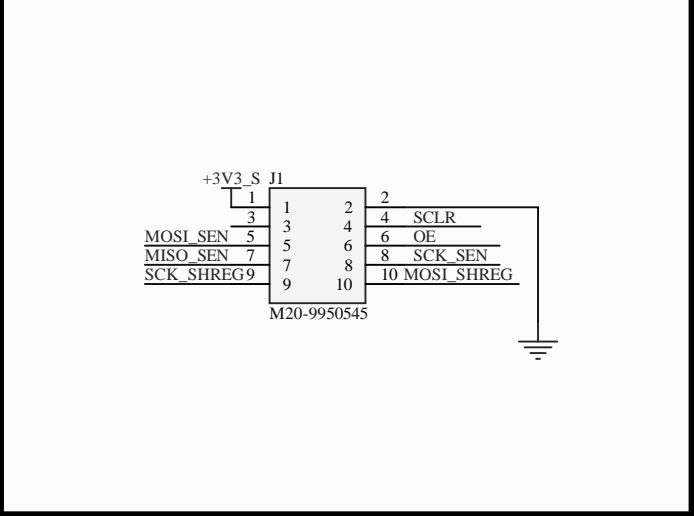 +3V3_S J1
1 1 2 2
3 3 4 4 SCLR
MOSI_SEN 5 5 6 6 OE
MISO_SEN 7 7 8 8 SCK_SEN
SCK_SHREG 9 9 10 10 MOSI_SHREG
M20-9950545